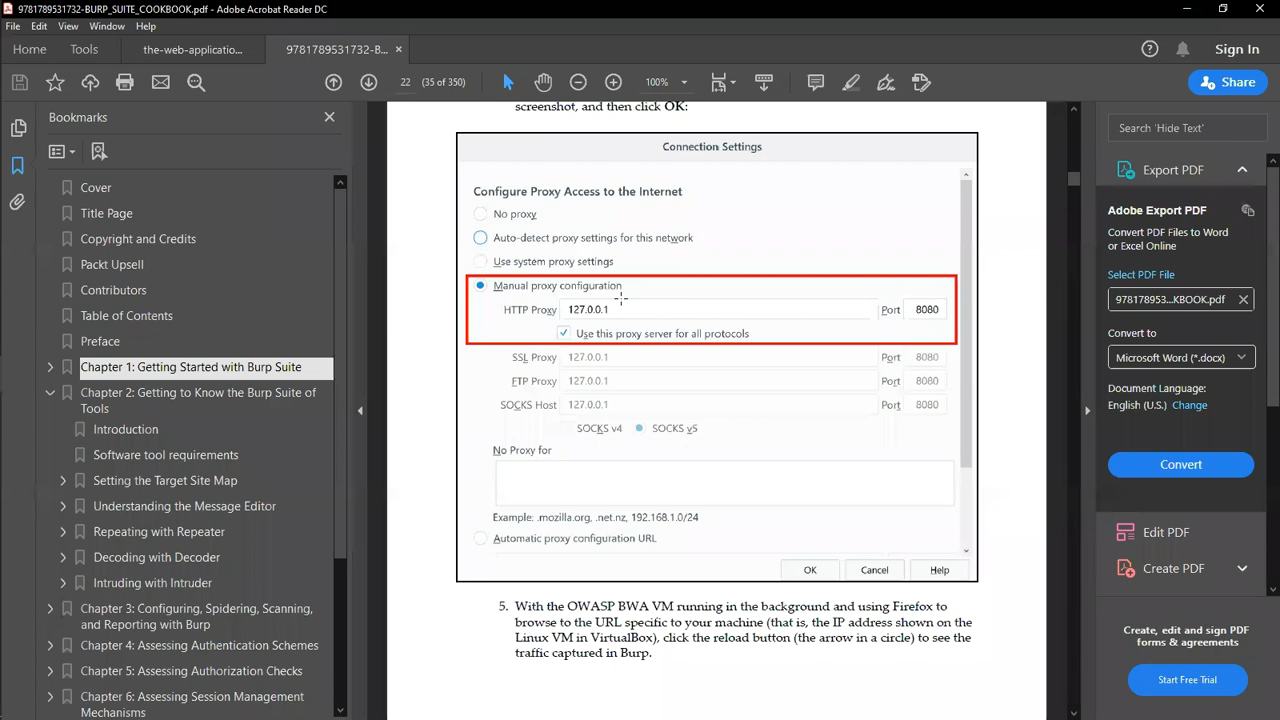 9781789531732-BURP_SUITE_COOKBOOK.pdf - Adobe Acrobat Reader DC
File Edit View Window Help
Home Tools the-web-applicatio... 9781789531732-B... × Sign In
22 (35 of 350) 100% Share
Bookmarks
Cover
Title Page
Copyright and Credits
Packt Upsell
Contributors
Table of Contents
Preface
Chapter 1: Getting Started with Burp Suite
Chapter 2: Getting to Know the Burp Suite of
Tools
Introduction
Software tool requirements
Setting the Target Site Map
Understanding the Message Editor
Repeating with Repeater
Decoding with Decoder
Intruding with Intruder
Chapter 3: Configuring, Spidering, Scanning,
and Reporting with Burp
Chapter 4: Assessing Authentication Schemes
Chapter 5: Assessing Authorization Checks
Chapter 6: Assessing Session Management
Mechanisms
screenshot, and then click OK:
Connection Settings
Configure Proxy Access to the Internet
No proxy
Auto-detect proxy settings for this network
Use system proxy settings
Manual proxy configuration
HTTP Proxy 127.0.0.1 Port 8080
Use this proxy server for all protocols
SSL Proxy 127.0.0.1 Port 8080
FTP Proxy 127.0.0.1 Port 8080
SOCKS Host 127.0.0.1 Port 8080
SOCKS v4 SOCKS v5
No Proxy for
Example: .mozilla.org, .net.nz, 192.168.1.0/24
Automatic proxy configuration URL
OK Cancel Help
5. With the OWASP BWA VM running in the background and using Firefox to
browse to the URL specific to your machine (that is, the IP address shown on the
Linux VM in VirtualBox), click the reload button (the arrow in a circle) to see the
traffic captured in Burp.
Search 'Hide Text'
Export PDF
Adobe Export PDF
Convert PDF Files to Word
or Excel Online
Select PDF File
978178953...KBOOK.pdf
Convert to
Microsoft Word (*.docx)
Document Language:
English (U.S.) Change
Convert
Edit PDF
Create PDF
Create, edit and sign PDF
forms & agreements
Start Free Trial